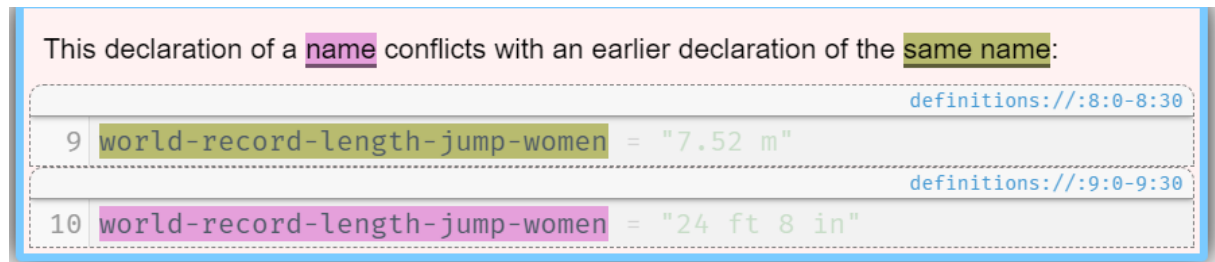 This declaration of a name conflicts with an earlier declaration of the same name:
definitions://:8:0-8:30
9 world-record-length-jump-women = "7.52 m"
definitions://:9:0-9:30
10 world-record-length-jump-women = "24 ft 8 in"